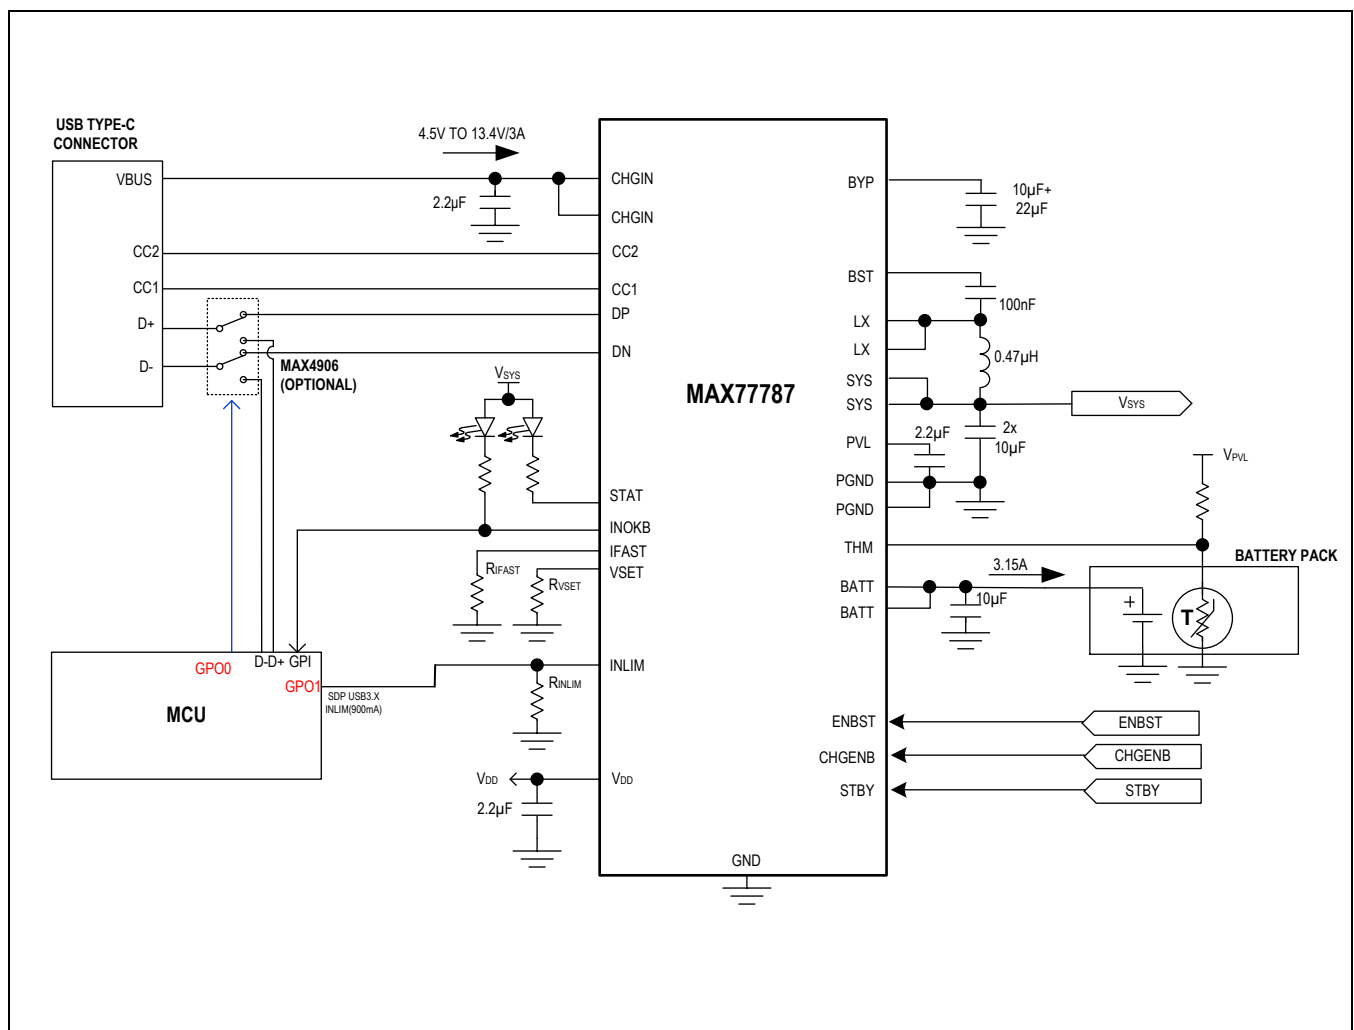 USB TYPE-C
CONNECTOR
VBUS
CC2
CC1
D+
D-
4.5V TO 13.4V/3A
2.2µF
MAX4906
(OPTIONAL)
VSYS
RIFAST
RVSET
RINLIM
GPO0
D-D+ GPI
GPO1
SDP USB3.X
INLIM(900mA)
MCU
VDD
2.2µF
CHGIN
CHGIN
CC2
CC1
DP
DN
STAT
INOKB
IFAST
VSET
INLIM
VDD
MAX77787
GND
BYP
BST
LX
LX
SYS
SYS
PVL
PGND
PGND
THM
BATT
BATT
ENBST
CHGENB
STBY
10µF+
22µF
100nF
0.47µH
VSYS
2.2µF
2x
10µF
VPVL
3.15A
10µF
BATTERY PACK
+
T
ENBST
CHGENB
STBY